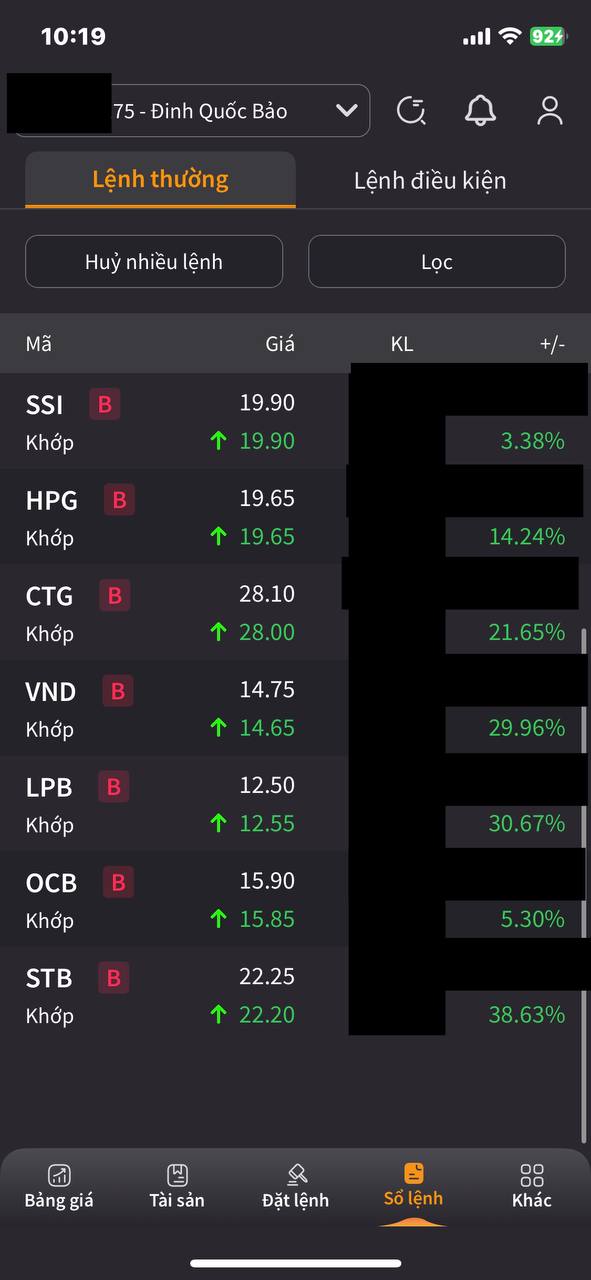 10:19
92
75 - Đinh Quốc Bảo
Lệnh thường
Lệnh điều kiện
Huỷ nhiều lệnh
Lọc
Mã Giá KL +/-
SSI B 19.90
Khớp 19.90 3.38%
HPG B 19.65
Khớp 19.65 14.24%
CTG B 28.10
Khớp 28.00 21.65%
VND B 14.75
Khớp 14.65 29.96%
LPB B 12.50
Khớp 12.55 30.67%
OCB B 15.90
Khớp 15.85 5.30%
STB B 22.25
Khớp 22.20 38.63%
Bảng giá
Tài sản
Đặt lệnh
Sổ lệnh
Khác